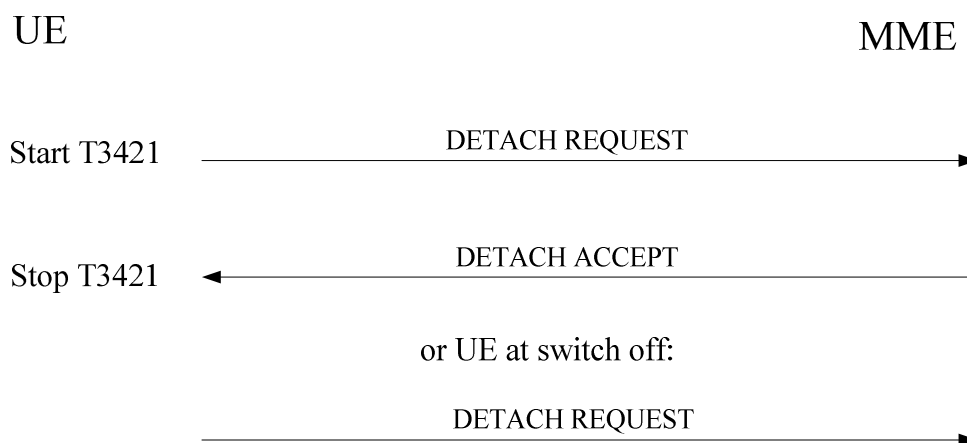 UE
MME
Start T3421
DETACH REQUEST
Stop T3421
DETACH ACCEPT
or UE at switch off:
DETACH REQUEST